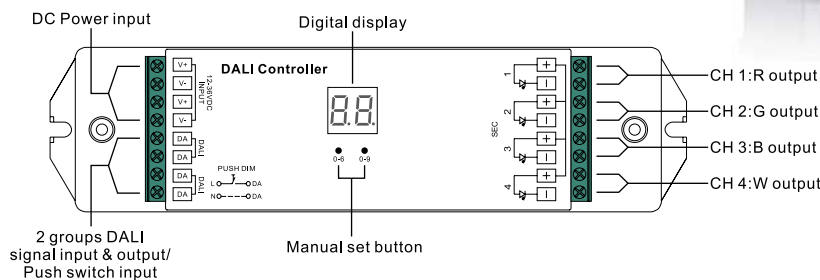 DC Power input
Digital display
DALI Controller
V+
V-
V+
V-
12-36VDC
INPUT
DA
DA
DALI
DA
DA
DALI
PUSH DIM
L DA
N DA
8.8.
0-6 0-9
SEC
1 + -
2 + -
3 + -
4 + -
CH 1:R output
CH 2:G output
CH 3:B output
CH 4:W output
2 groups DALI
signal input & output/
Push switch input
Manual set button